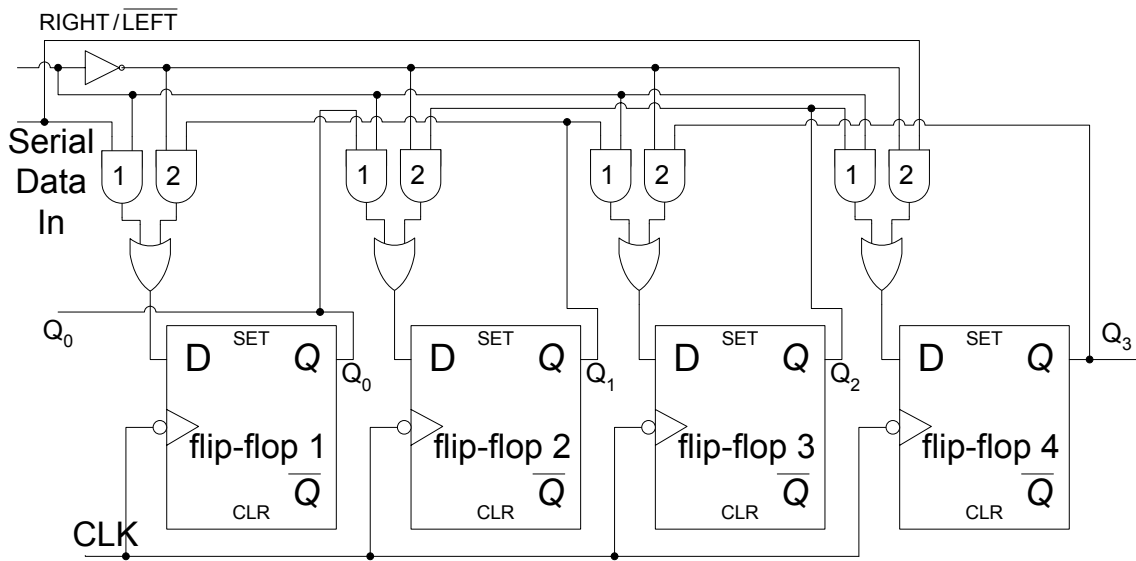 RIGHT/L̅E̅F̅T̅
Serial
Data
In
1 2 1 2 1 2 1 2
Q₀
SET SET SET SET
D Q D Q D Q D Q
Q₀ Q₁ Q₂ Q₃
flip-flop 1 flip-flop 2 flip-flop 3 flip-flop 4
Q̅ Q̅ Q̅ Q̅
CLR CLR CLR CLR
CLK